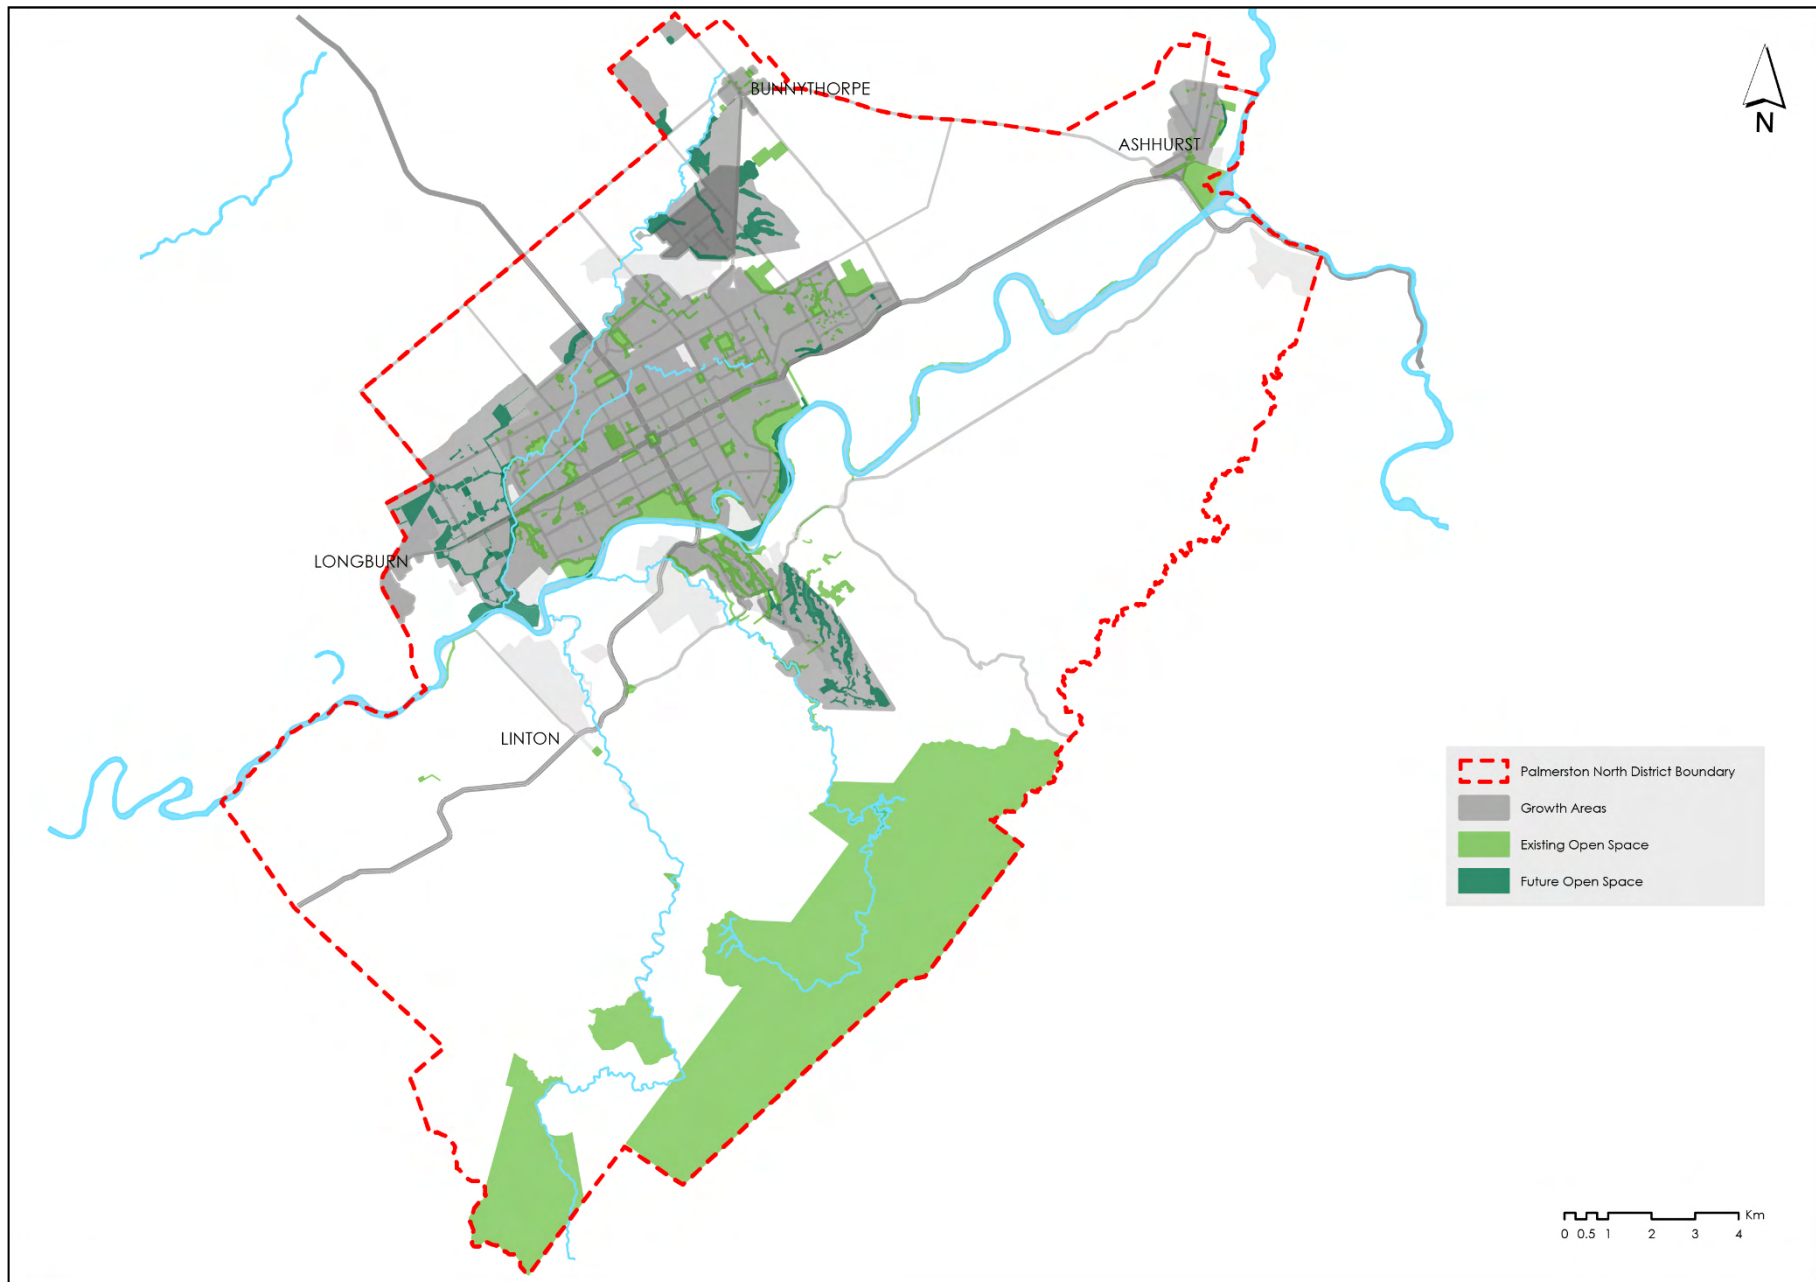 BUNNYTHORPE
N
ASHHURST
LONGBURN
LINTON
Palmerston North District Boundary
Growth Areas
Existing Open Space
Future Open Space
Km
0 0.5 1 2 3 4